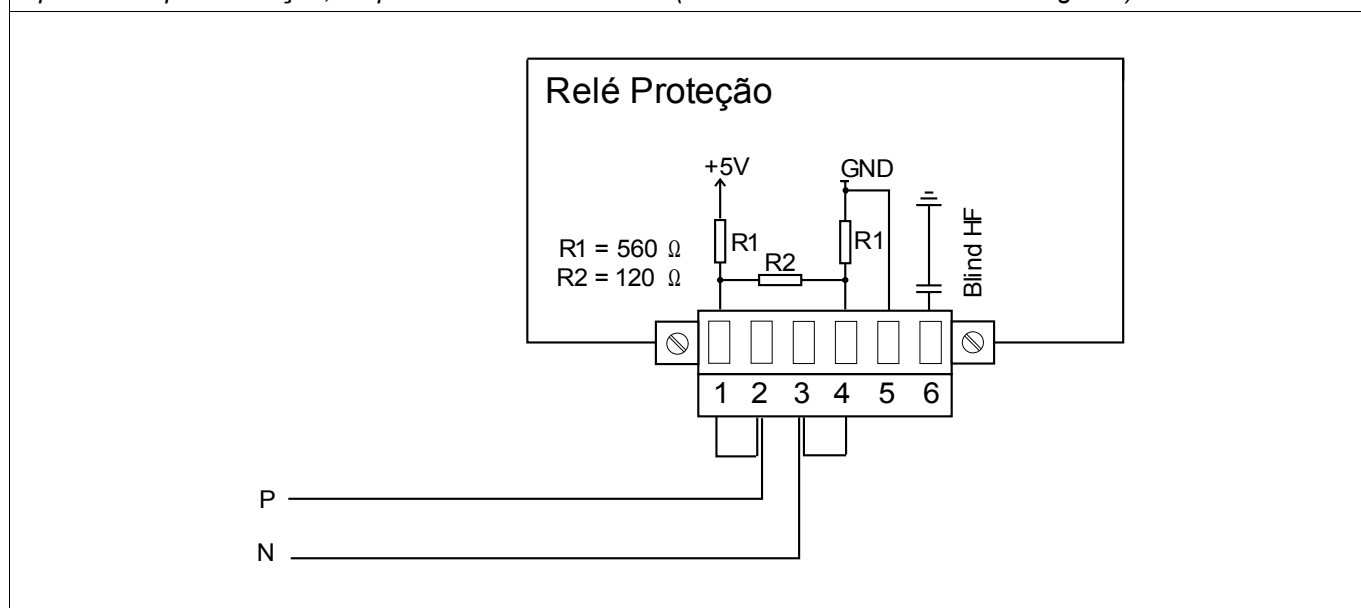 Relé Proteção
+5V
GND
R1 = 560 Ω
R2 = 120 Ω
R1
R2
R1
Blind HF
1 2 3 4 5 6
P
N